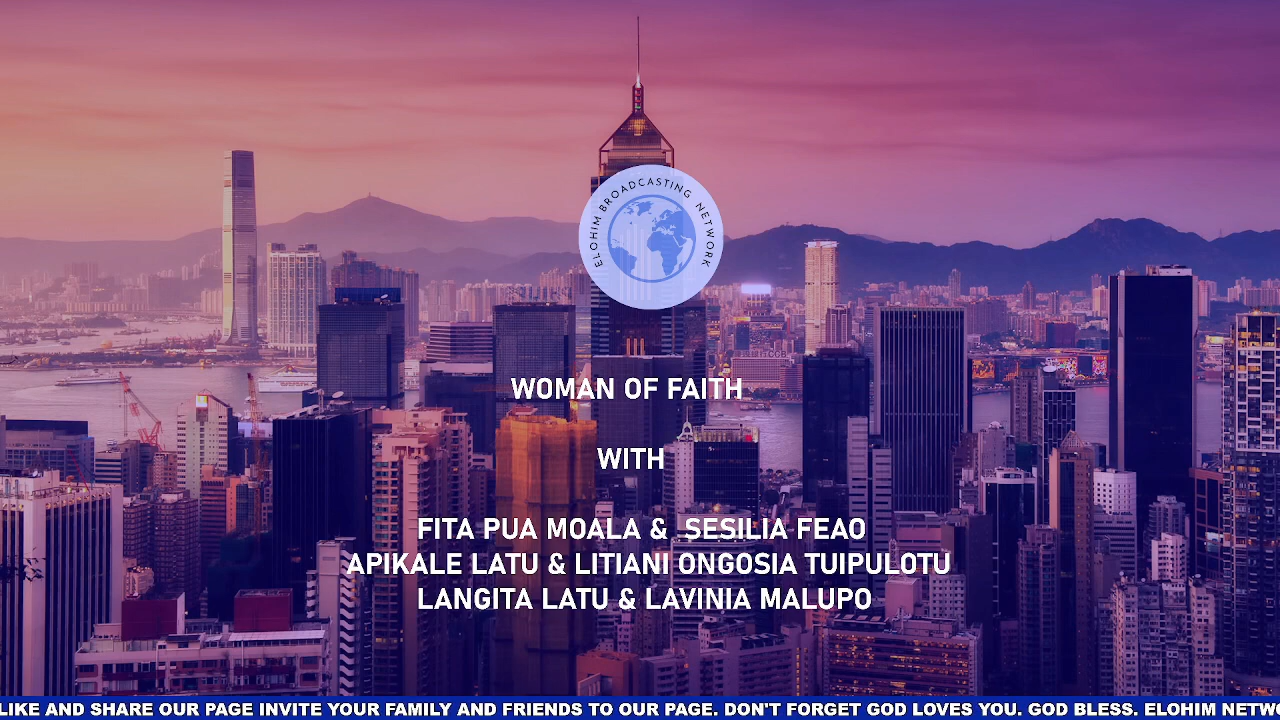 ELOHIM BROADCASTING NETWORK
WOMAN OF FAITH
WITH
FITA PUA MOALA & SESILIA FEAO
APIKALE LATU & LITIANI ONGOSIA TUIPULOTU
LANGITA LATU & LAVINIA MALUPO
LIKE AND SHARE OUR PAGE INVITE YOUR FAMILY AND FRIENDS TO OUR PAGE. DON'T FORGET GOD LOVES YOU. GOD BLESS. ELOHIM NETW